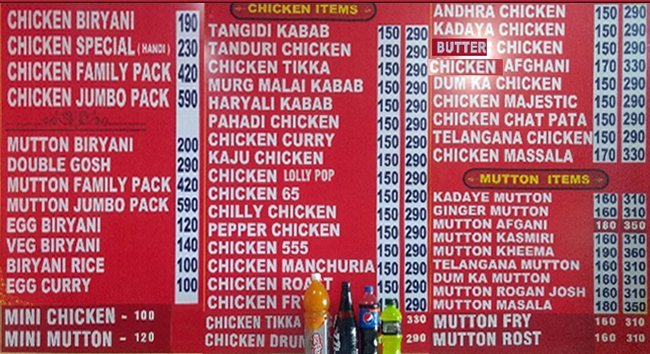 CHICKEN BIRYANI 190
CHICKEN SPECIAL (HANDI) 230
CHICKEN FAMILY PACK 420
CHICKEN JUMBO PACK 590
MUTTON BIRYANI 200
DOUBLE GOSH 290
MUTTON FAMILY PACK 420
MUTTON JUMBO PACK 590
EGG BIRYANI 120
VEG BIRYANI 140
BIRYANI RICE 100
EGG CURRY 100
MINI CHICKEN - 100
MINI MUTTON - 120
CHICKEN ITEMS
TANGIDI KABAB 150 290
TANDURI CHICKEN 150 290
CHICKEN TIKKA 150 290
MURG MALAI KABAB 150 290
HARYALI KABAB 150 290
PAHADI CHICKEN 150 290
CHICKEN CURRY 150 290
KAJU CHICKEN 150 290
CHICKEN LOLLY POP 150 290
CHICKEN 65 150 290
CHILLY CHICKEN 150 290
PEPPER CHICKEN 150 290
CHICKEN 555 150 290
CHICKEN MANCHURIA 150 290
CHICKEN ROAST 150 290
CHICKEN 290
CHICKEN TIKKA 330
CHICKEN 290
ANDHRA CHICKEN 150 290
KADAYA CHICKEN 150 290
BUTTER CHICKEN 150 290
CHICKEN AFGHANI 170 330
DUM KA CHICKEN 150 290
CHICKEN MAJESTIC 150 290
CHICKEN CHAT PATA 150 290
TELANGANA CHICKEN 150 290
CHICKEN MASSALA 170 330
MUTTON ITEMS
KADAYE MUTTON 160 310
GINGER MUTTON 160 310
MUTTON AFGANI 180 350
MUTTON KASMIRI 160 310
MUTTON KHEEMA 190 360
TELANGANA MUTTON 160 310
DUM KA MUTTON 160 310
MUTTON ROGAN JOSH 160 310
MUTTON MASALA 180 350
MUTTON FRY 160 310
MUTTON ROST 160 310
pepsi